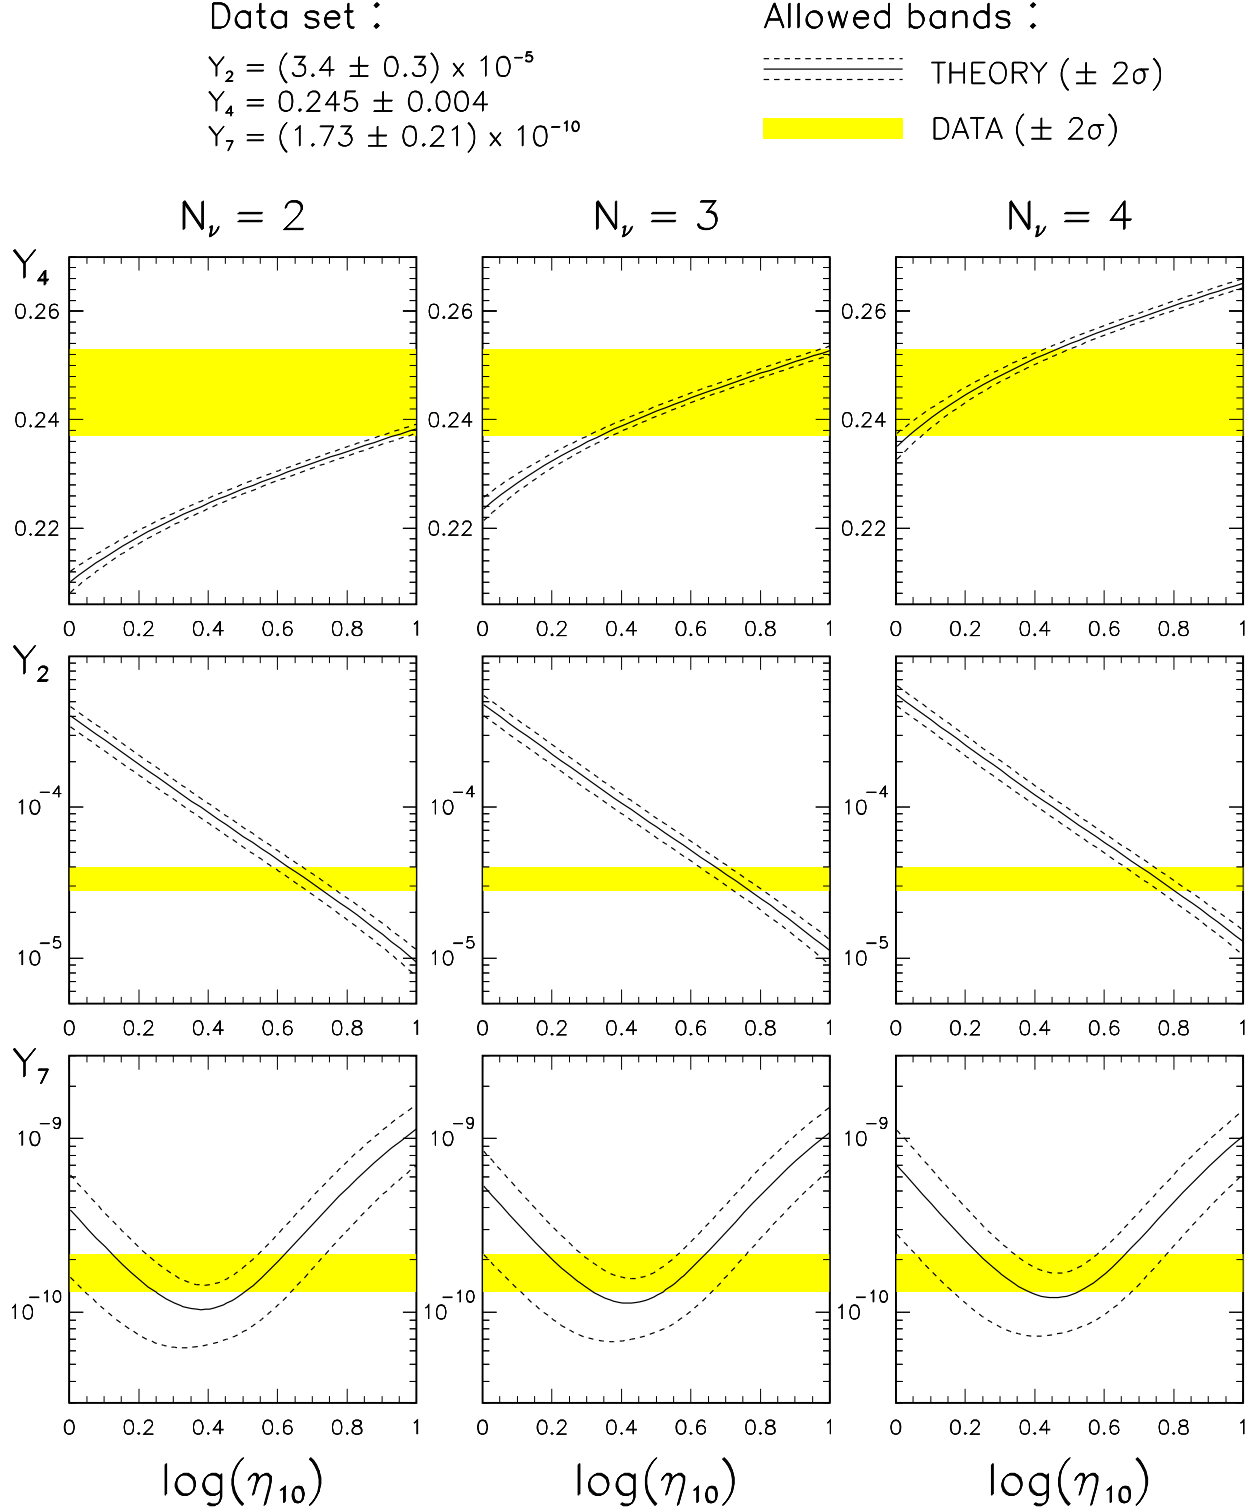 Data set :
Y₂ = (3.4 ± 0.3) x 10⁻⁵
Y₄ = 0.245 ± 0.004
Y₇ = (1.73 ± 0.21) x 10⁻¹⁰
Allowed bands :
THEORY (± 2σ)
DATA (± 2σ)
N_ν = 2
N_ν = 3
N_ν = 4
Y₄
0.26
0.24
0.22
0 0.2 0.4 0.6 0.8 1
0.26
0.24
0.22
0 0.2 0.4 0.6 0.8 1
0.26
0.24
0.22
0 0.2 0.4 0.6 0.8 1
Y₂
10⁻⁴
10⁻⁵
0 0.2 0.4 0.6 0.8 1
10⁻⁴
10⁻⁵
0 0.2 0.4 0.6 0.8 1
10⁻⁴
10⁻⁵
0 0.2 0.4 0.6 0.8 1
Y₇
10⁻⁹
10⁻¹⁰
0 0.2 0.4 0.6 0.8 1
10⁻⁹
10⁻¹⁰
0 0.2 0.4 0.6 0.8 1
10⁻⁹
10⁻¹⁰
0 0.2 0.4 0.6 0.8 1
log(η₁₀)
log(η₁₀)
log(η₁₀)